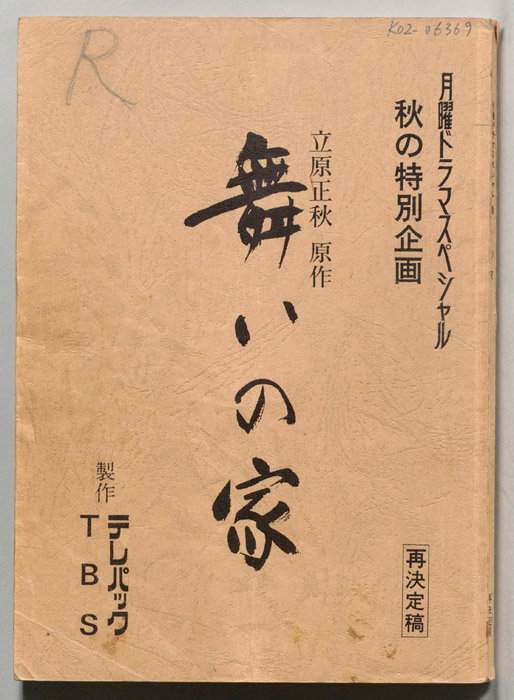 K02-06369
R
月曜ドラマスペシャル
秋の特別企画
立原正秋 原作
舞いの家
製作
テレパック
TBS
再決定稿